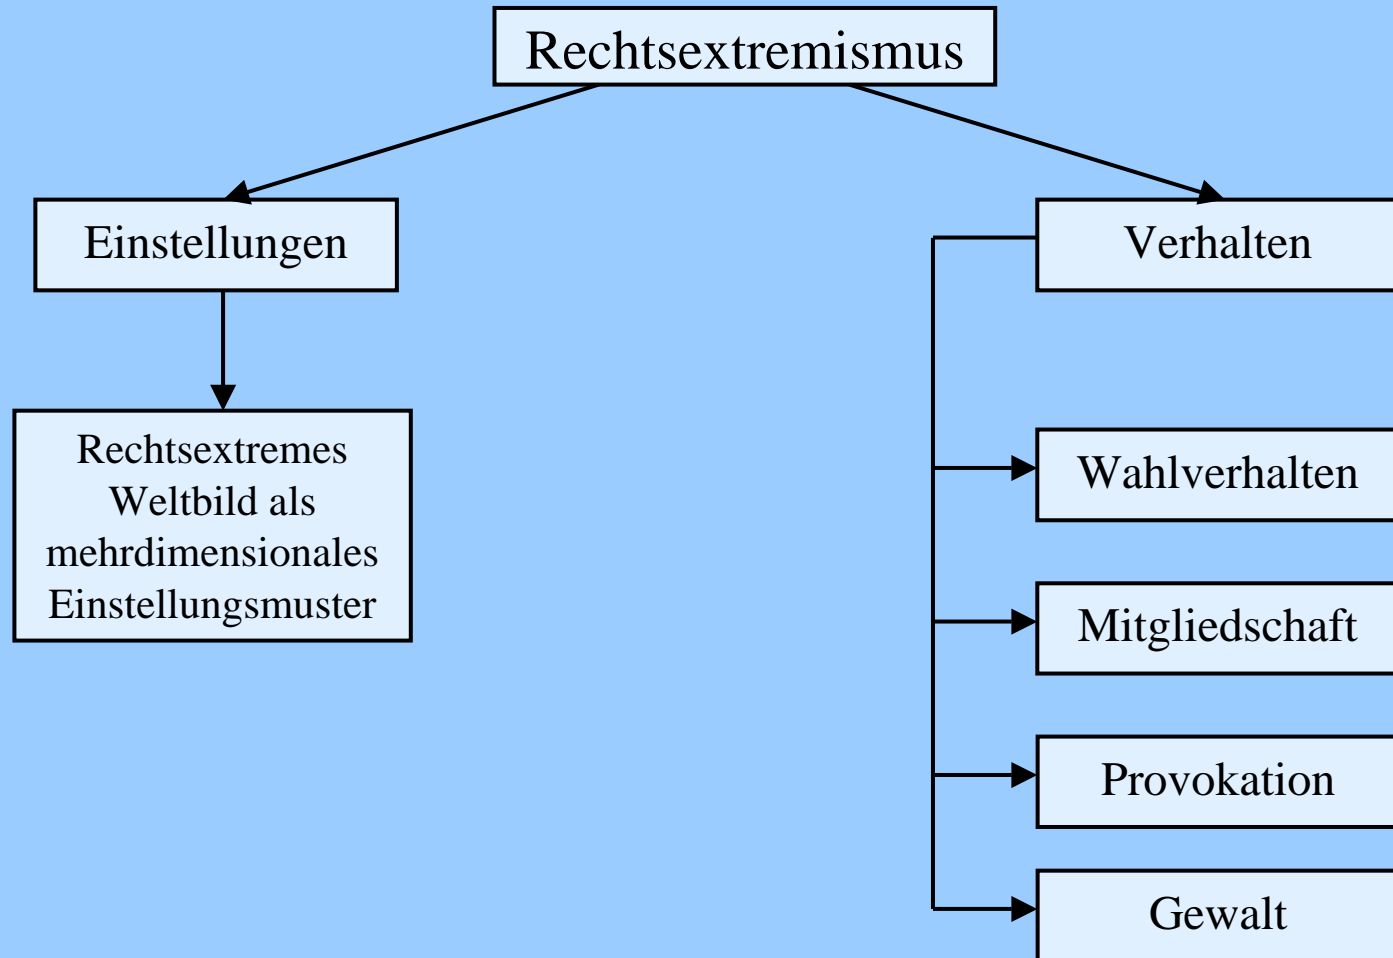 Rechtsextremismus
Einstellungen
Verhalten
Rechtsextremes
Weltbild als
mehrdimensionales
Einstellungsmuster
Wahlverhalten
Mitgliedschaft
Provokation
Gewalt